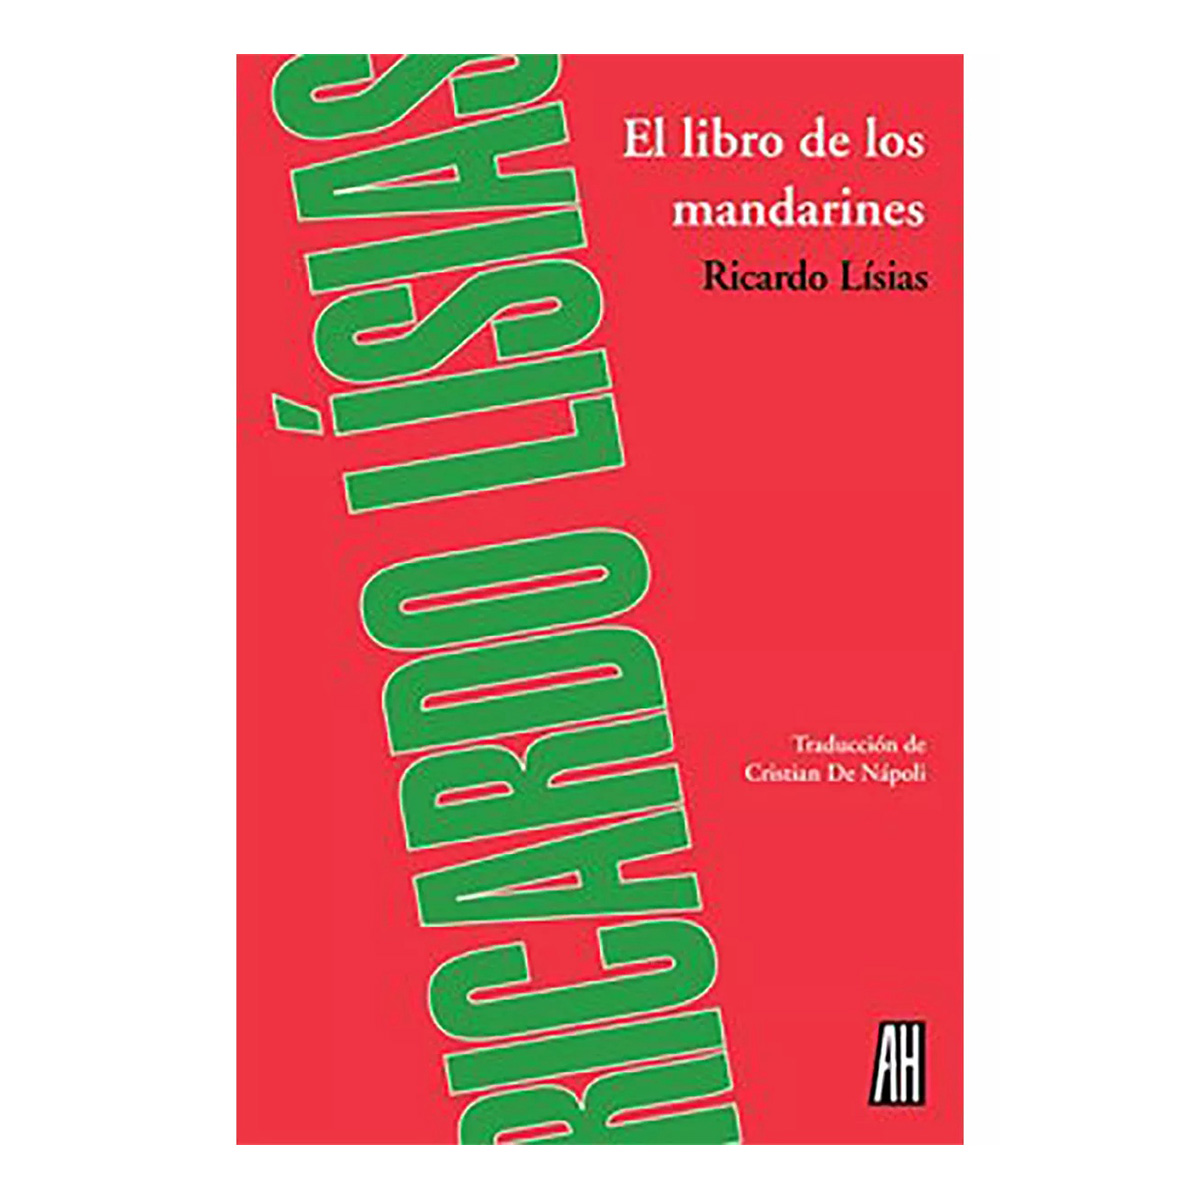 El libro de los
mandarines
Ricardo Lísias
RICARDO LÍSIAS
Traducción de
Cristian De Nápoli
AH